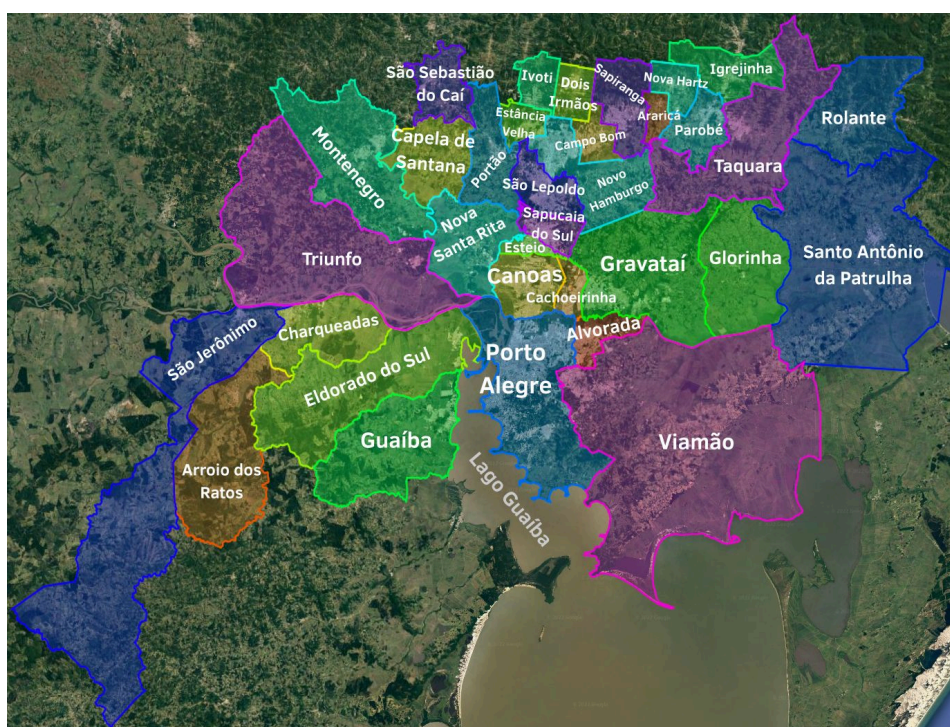 São Sebastião
do Caí
Ivoti
Dois
Irmãos
Sapiranga
Nova Hartz
Igrejinha
Estância
Velha
Campo Bom
Araricá
Parobé
Rolante
Montenegro
Capela de
Santana
Portão
Taquara
São Lepoldo
Novo
Hamburgo
Nova
Santa Rita
Sapucaia
do Sul
Triunfo
Esteio
Canoas
Cachoeirinha
Gravataí
Glorinha
Santo Antônio
da Patrulha
São Jerônimo
Charqueadas
Alvorada
Eldorado do Sul
Porto
Alegre
Guaíba
Viamão
Arroio dos
Ratos
Lago Guaíba